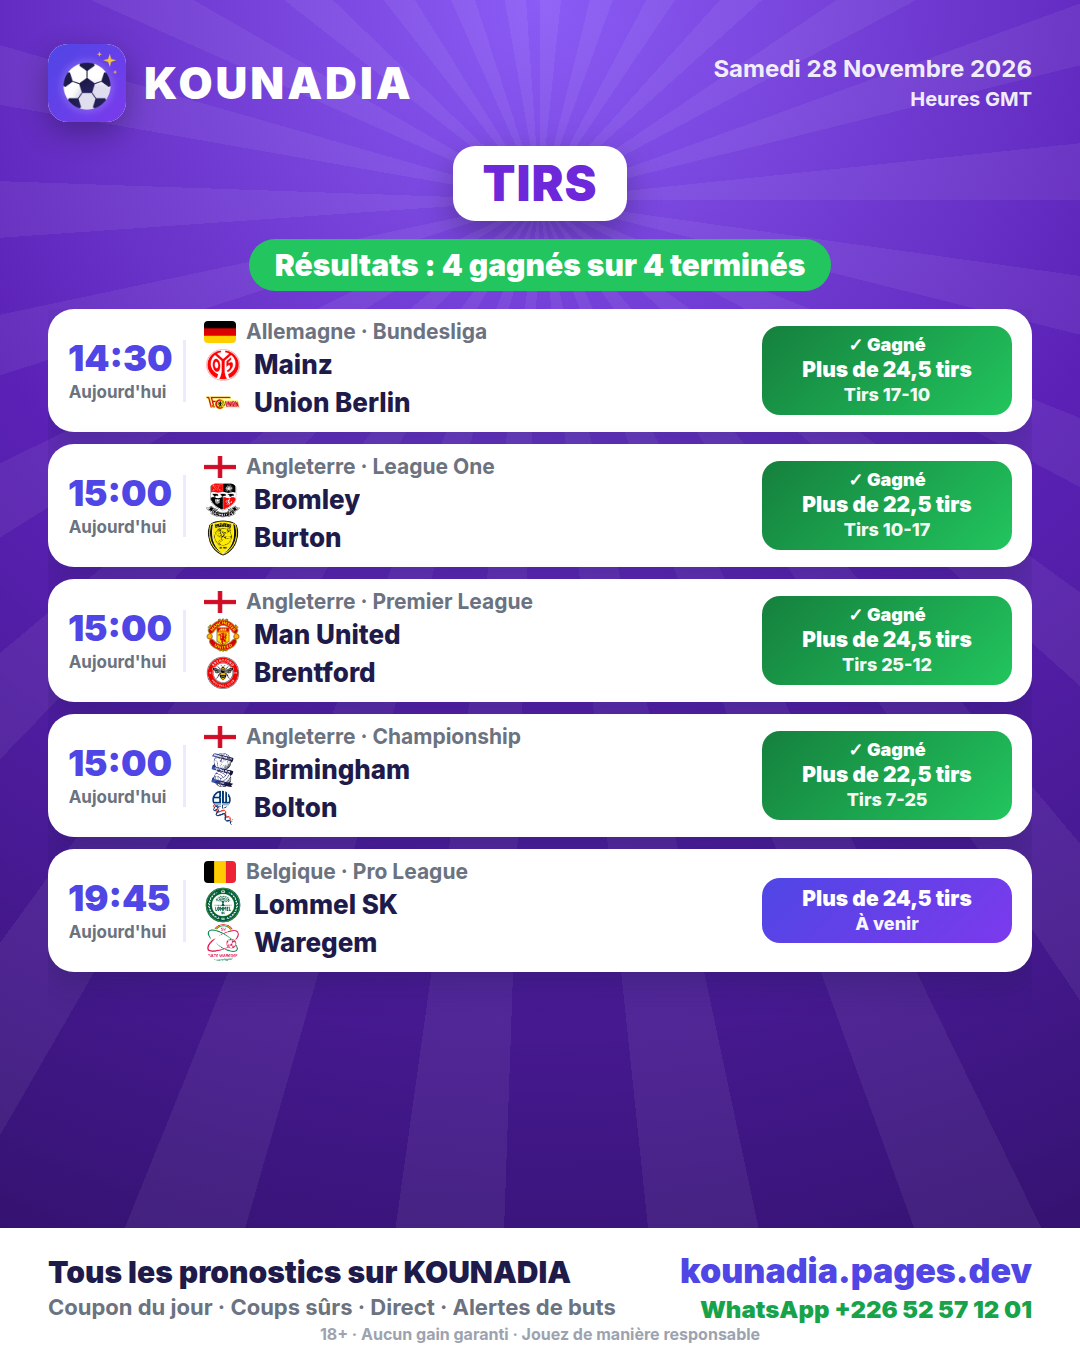 KOUNADIA
Samedi 28 Novembre 2026
Heures GMT
TIRS
Résultats : 4 gagnés sur 4 terminés
Allemagne · Bundesliga
14:30
Aujourd'hui
Mainz
Union Berlin
✓ Gagné
Plus de 24,5 tirs
Tirs 17-10
Angleterre · League One
15:00
Aujourd'hui
Bromley
Burton
✓ Gagné
Plus de 22,5 tirs
Tirs 10-17
Angleterre · Premier League
15:00
Aujourd'hui
Man United
Brentford
✓ Gagné
Plus de 24,5 tirs
Tirs 25-12
Angleterre · Championship
15:00
Aujourd'hui
Birmingham
Bolton
✓ Gagné
Plus de 22,5 tirs
Tirs 7-25
Belgique · Pro League
19:45
Aujourd'hui
Lommel SK
Waregem
Plus de 24,5 tirs
À venir
Tous les pronostics sur KOUNADIA
kounadia.pages.dev
Coupon du jour · Coups sûrs · Direct · Alertes de buts
WhatsApp +226 52 57 12 01
18+ · Aucun gain garanti · Jouez de manière responsable